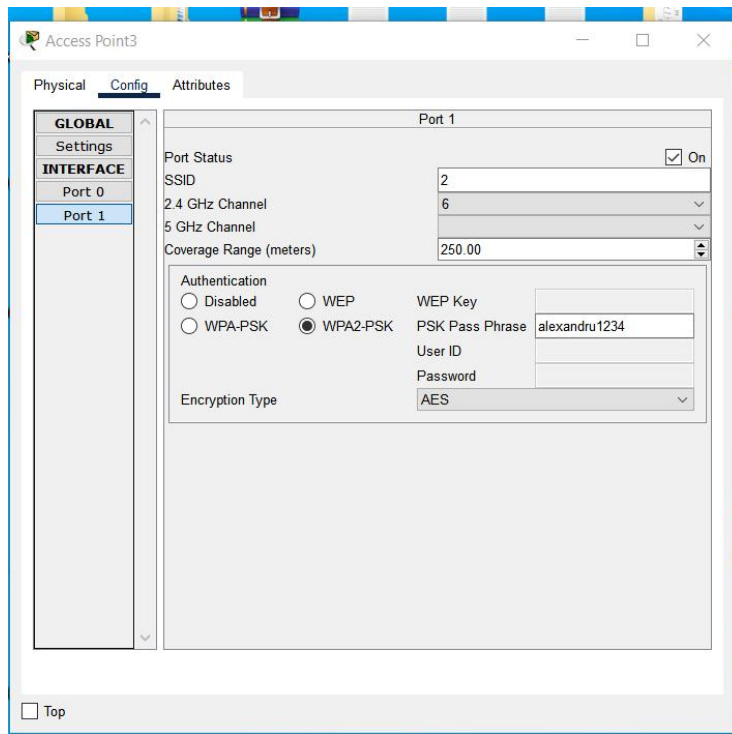 Access Point3
Physical Config Attributes
GLOBAL
Settings
INTERFACE
Port 0
Port 1
Port 1
Port Status On
SSID 2
2.4 GHz Channel 6
5 GHz Channel
Coverage Range (meters) 250.00
Authentication
Disabled WEP WEP Key
WPA-PSK WPA2-PSK PSK Pass Phrase alexandru1234
User ID
Password
Encryption Type AES
Top